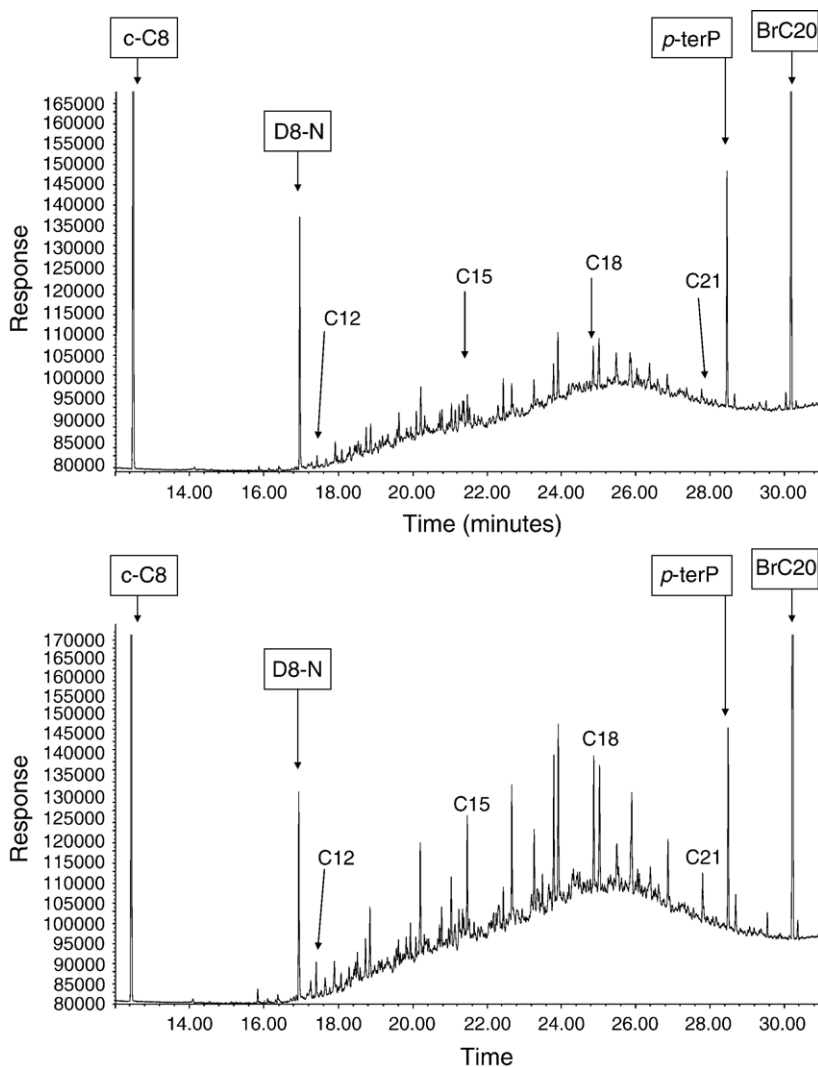 c-C8
p-terP
BrC20
D8-N
C12
C15
C18
C21
Response
165000
160000
155000
150000
145000
140000
135000
130000
125000
120000
115000
110000
105000
100000
95000
90000
85000
80000
14.00 16.00 18.00 20.00 22.00 24.00 26.00 28.00 30.00
Time (minutes)
c-C8
p-terP
BrC20
D8-N
C12
C15
C18
C21
Response
170000
165000
160000
155000
150000
145000
140000
135000
130000
125000
120000
115000
110000
105000
100000
95000
90000
85000
80000
14.00 16.00 18.00 20.00 22.00 24.00 26.00 28.00 30.00
Time